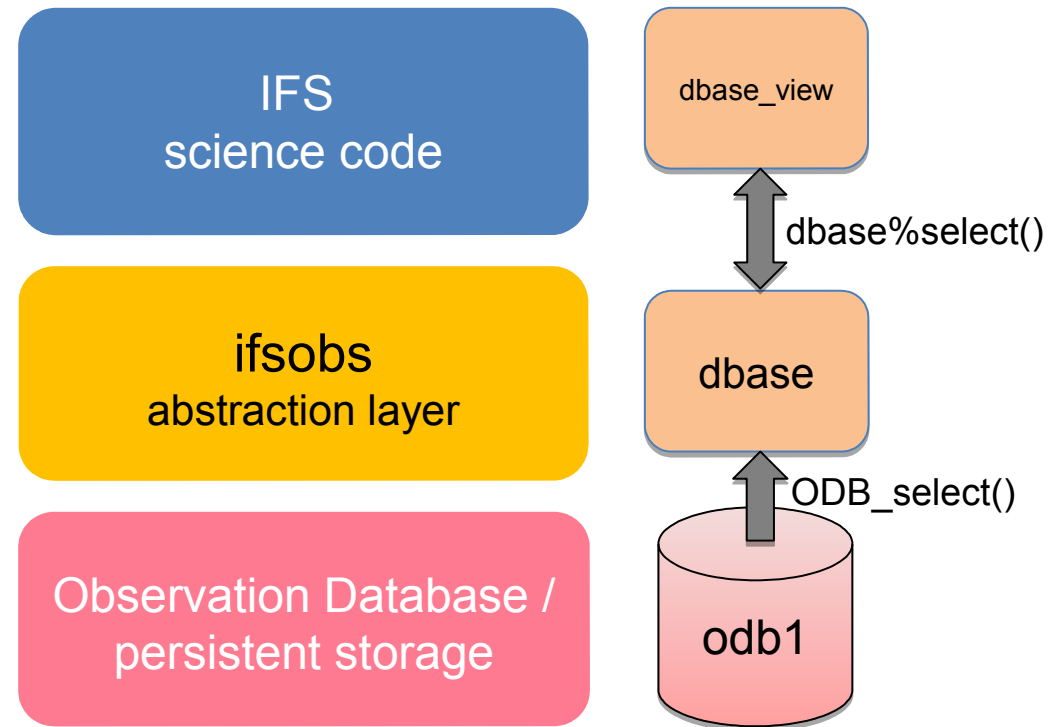 IFS
science code
dbase_view
dbase%select()
ifsobs
abstraction layer
dbase
ODB_select()
Observation Database /
persistent storage
odb1